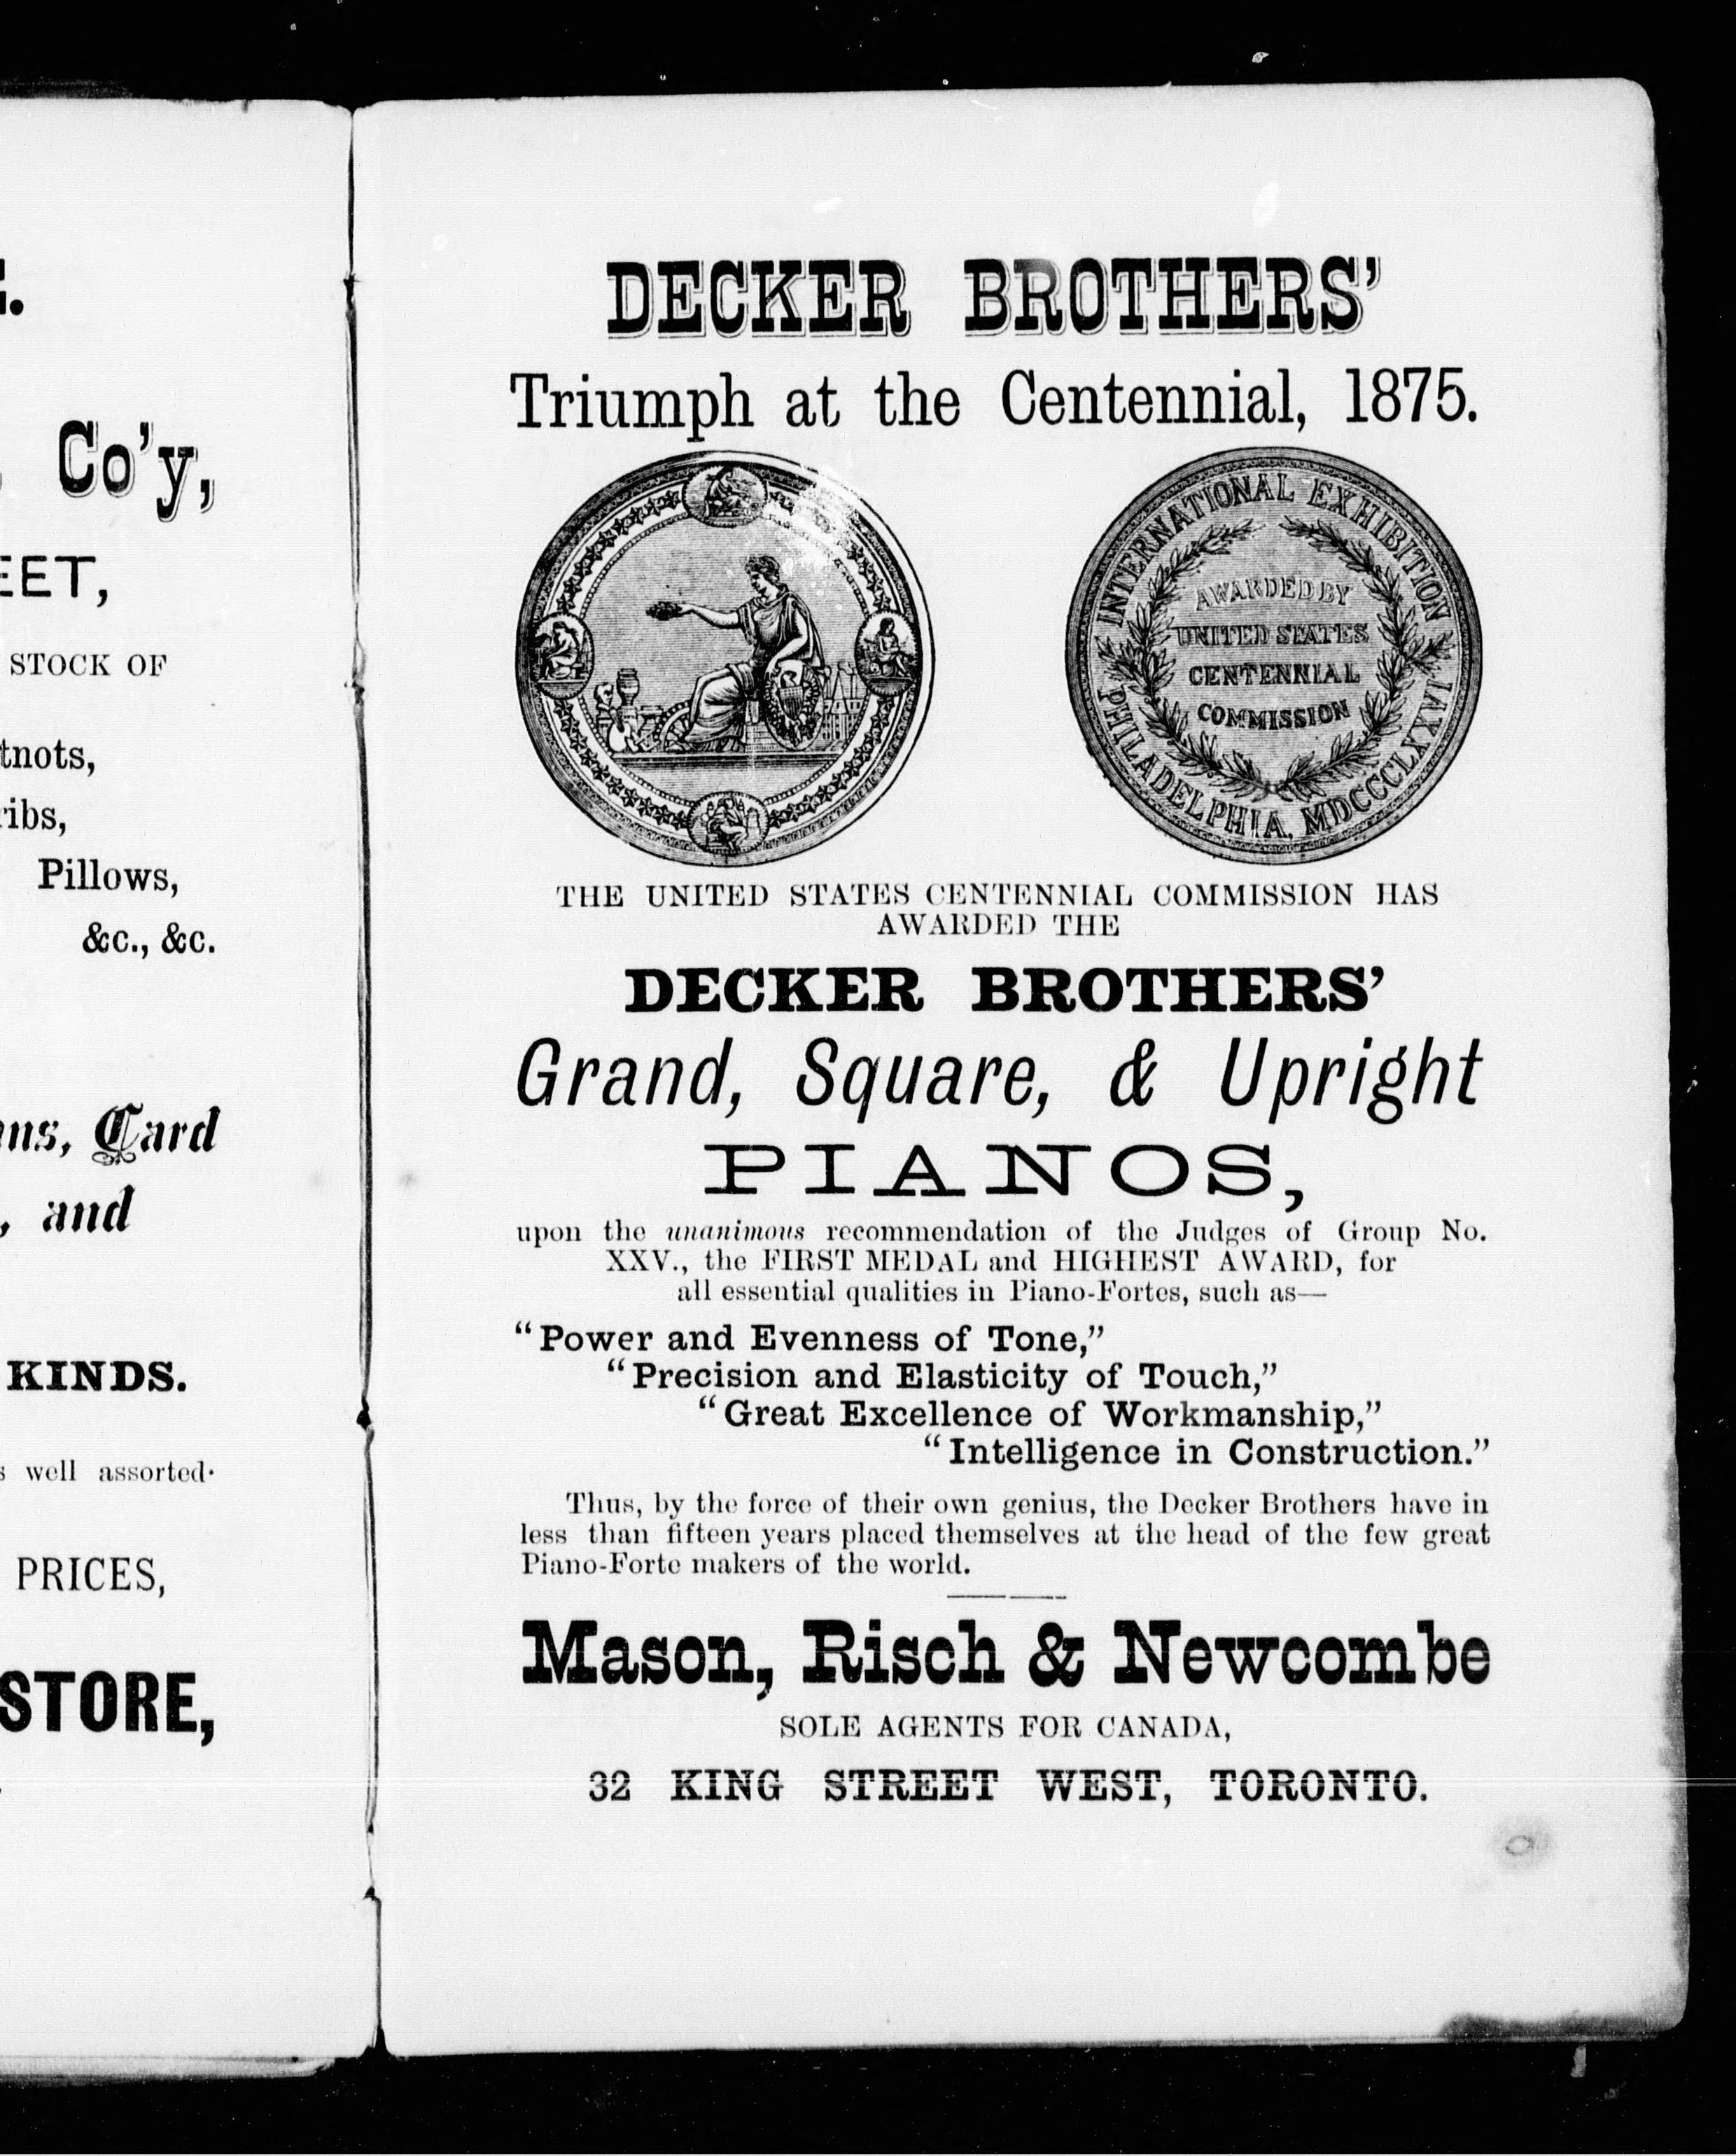 Co'y,
STOCK OF
Pillows,
&c., &c.
Card
and
KINDS.
well assorted.
PRICES,
STORE,
DECKER BROTHERS'
Triumph at the Centennial, 1875.
INTERNATIONAL EXHIBITION
PHILADELPHIA, MDCCCLXXVI
AWARDED BY
UNITED STATES
CENTENNIAL
COMMISSION
THE UNITED STATES CENTENNIAL COMMISSION HAS
AWARDED THE
DECKER BROTHERS'
Grand, Square, & Upright
PIANOS,
upon the unanimous recommendation of the Judges of Group No.
XXV., the FIRST MEDAL and HIGHEST AWARD, for
all essential qualities in Piano-Fortes, such as—
"Power and Evenness of Tone,"
"Precision and Elasticity of Touch,"
"Great Excellence of Workmanship,"
"Intelligence in Construction."
Thus, by the force of their own genius, the Decker Brothers have in
less than fifteen years placed themselves at the head of the few great
Piano-Forte makers of the world.
Mason, Risch & Newcombe
SOLE AGENTS FOR CANADA,
32 KING STREET WEST, TORONTO.